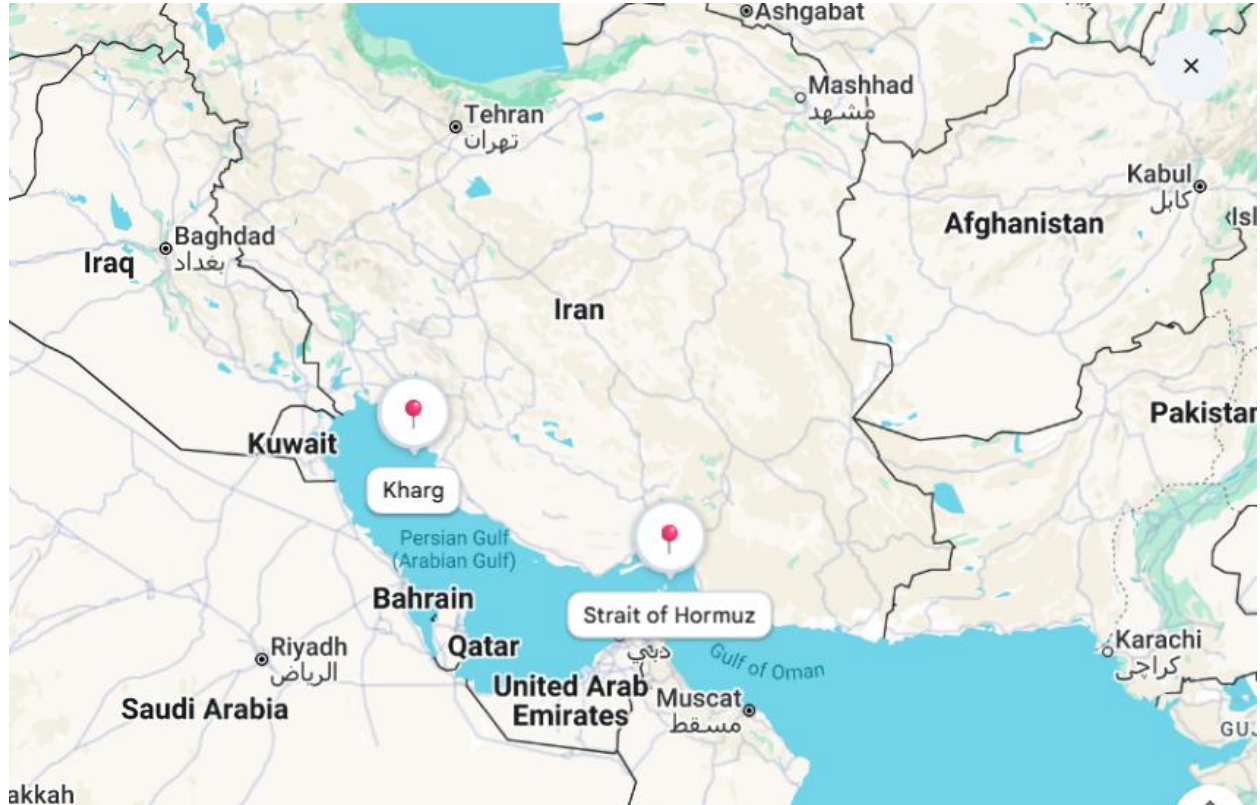 Ashgabat
Mashhad
مشهد
Tehran
تهران
Kabul
کابل
Afghanistan
Baghdad
بغداد
Iraq
Iran
Pakistan
Kuwait
Kharg
Persian Gulf
(Arabian Gulf)
Strait of Hormuz
Bahrain
Qatar
دبي
Gulf of Oman
Karachi
کراچی
Riyadh
الرياض
United Arab
Emirates
Muscat
مسقط
Saudi Arabia
GUJ
akkah